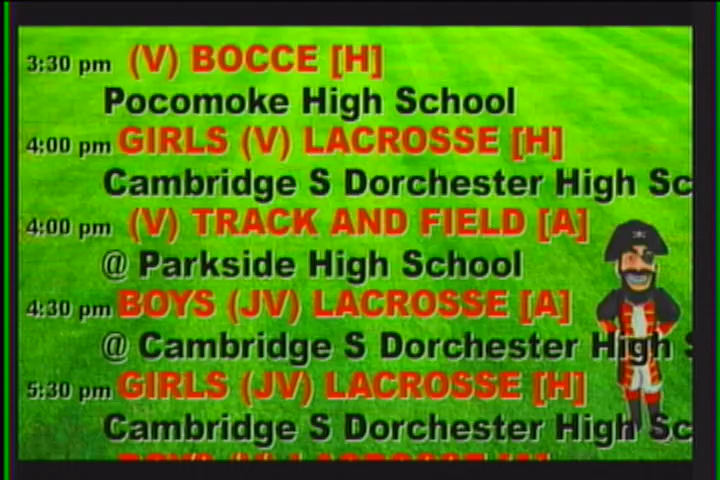 3:30 pm (V) BOCCE [H]
Pocomoke High School
4:00 pm GIRLS (V) LACROSSE [H]
Cambridge S Dorchester High Sc
4:00 pm (V) TRACK AND FIELD [A]
@ Parkside High School
4:30 pm BOYS (JV) LACROSSE [A]
@ Cambridge S Dorchester High S
5:30 pm GIRLS (JV) LACROSSE [H]
Cambridge S Dorchester High Sc